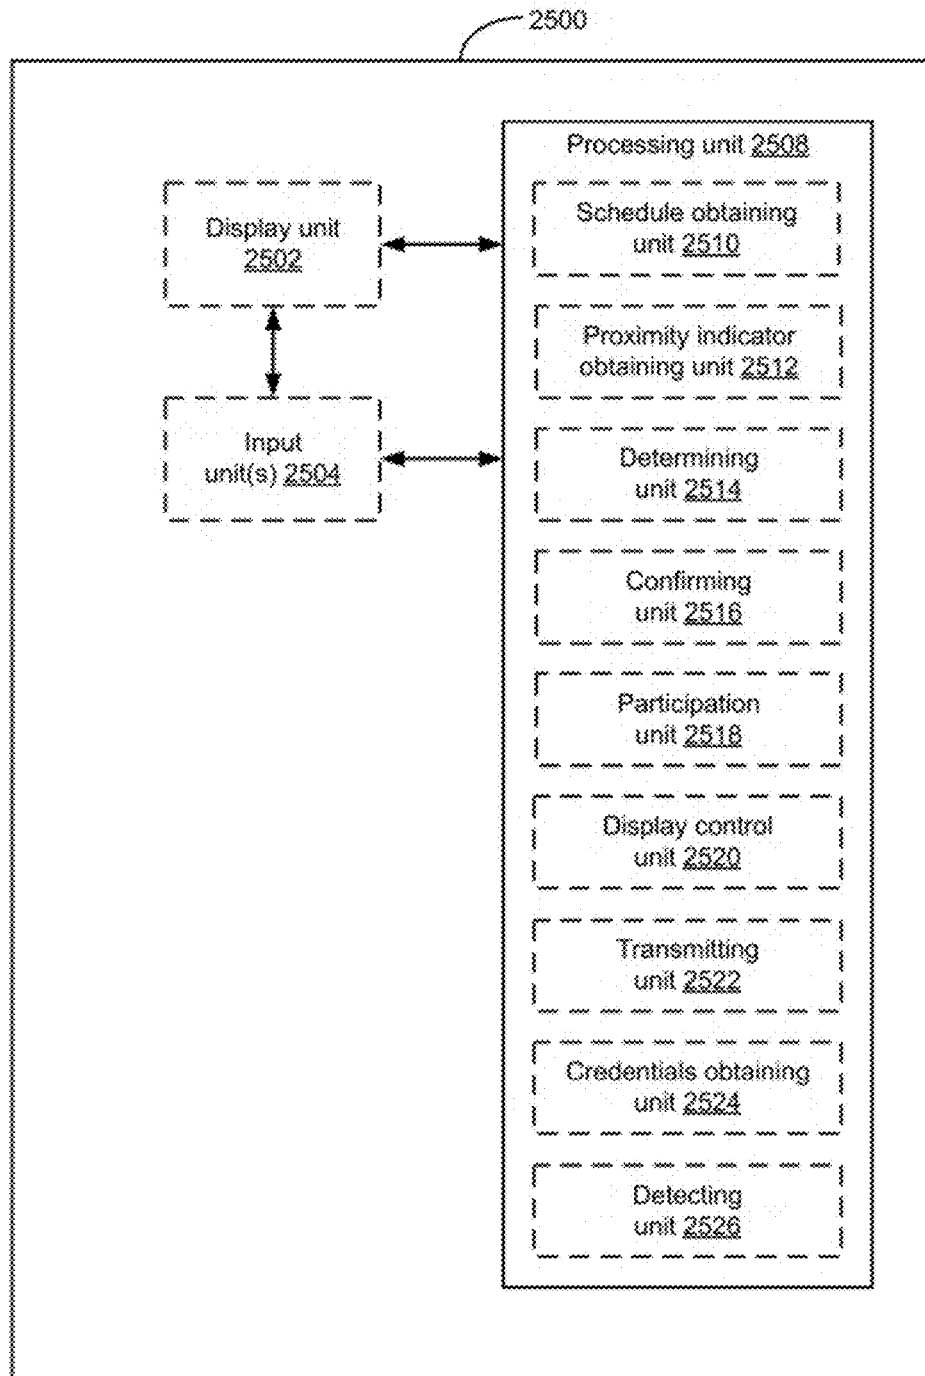 2500
Processing unit 2508
Display unit
2502
Input
unit(s) 2504
Schedule obtaining
unit 2510
Proximity indicator
obtaining unit 2512
Determining
unit 2514
Confirming
unit 2516
Participation
unit 2518
Display control
unit 2520
Transmitting
unit 2522
Credentials obtaining
unit 2524
Detecting
unit 2526